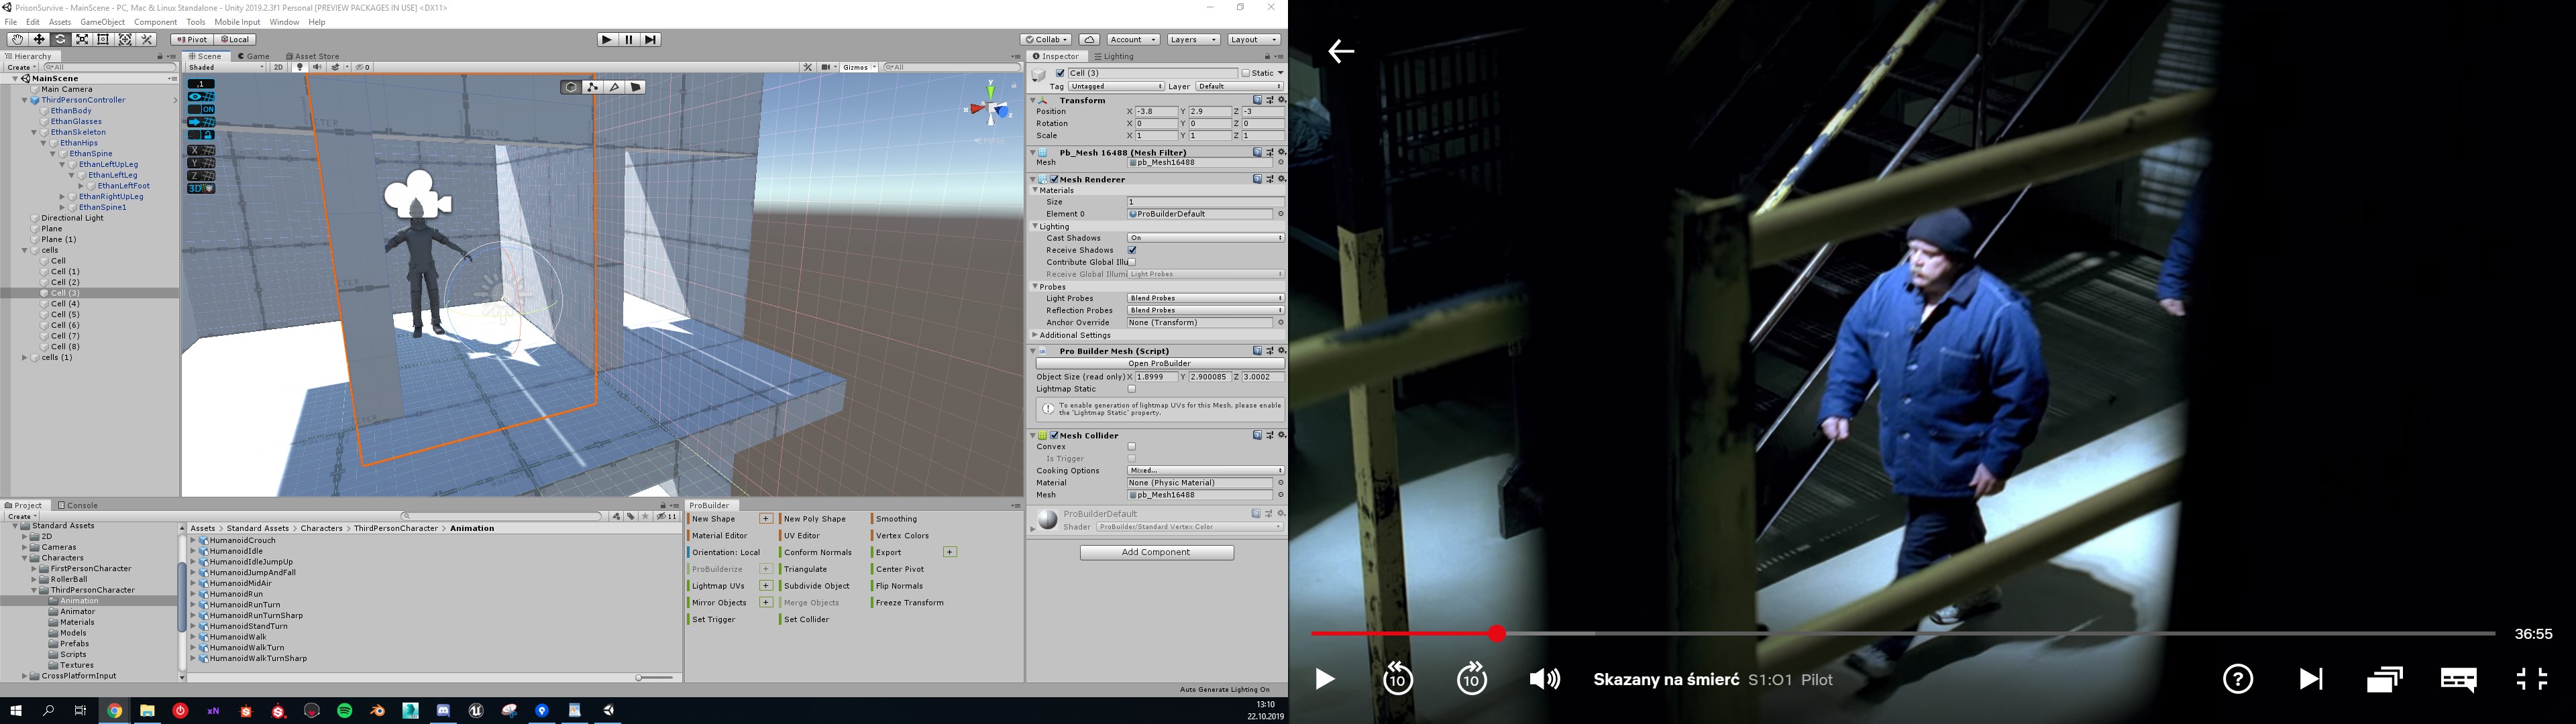 PrisonSurvive - MainScene - PC, Mac & Linux Standalone - Unity 2019.2.3f1 Personal [PREVIEW PACKAGES IN USE] <DX11>
File Edit Assets GameObject Component Tools Mobile Input Window Help
Pivot Local
Collab Account Layers Layout
Hierarchy
Create All
MainScene
Main Camera
ThirdPersonController
EthanBody
EthanGlasses
EthanSkeleton
EthanHips
EthanSpine
EthanLeftUpLeg
EthanLeftLeg
EthanLeftFoot
EthanRightUpLeg
EthanSpine1
Directional Light
Plane
Plane (1)
cells
Cell
Cell (1)
Cell (2)
Cell (3)
Cell (4)
Cell (5)
Cell (6)
Cell (7)
Cell (8)
cells (1)
Scene Game Asset Store
Shaded 2D 0 Gizmos All
.1
ON
X
Y
Z
3D
y
x
z
Inspector Lighting
Cell (3) Static
Tag Untagged Layer Default
Transform
Position X -3.8 Y 2.9 Z -3
Rotation X 0 Y 0 Z 0
Scale X 1 Y 1 Z 1
Pb_Mesh 16488 (Mesh Filter)
Mesh pb_Mesh16488
Mesh Renderer
Materials
Size 1
Element 0 ProBuilderDefault
Lighting
Cast Shadows On
Receive Shadows
Contribute Global Illu
Receive Global Illumi Light Probes
Probes
Light Probes Blend Probes
Reflection Probes Blend Probes
Anchor Override None (Transform)
Additional Settings
Pro Builder Mesh (Script)
Open ProBuilder
Object Size (read only) X 1.8999 Y 2.900085 Z 3.0002
Lightmap Static
To enable generation of lightmap UVs for this Mesh, please enable
the 'Lightmap Static' property.
Mesh Collider
Convex
Is Trigger
Cooking Options Mixed...
Material None (Physic Material)
Mesh pb_Mesh16488
ProBuilderDefault
Shader ProBuilder/Standard Vertex Color
Add Component
Project Console
Create 11
Standard Assets
2D
Cameras
Characters
FirstPersonCharacter
RollerBall
ThirdPersonCharacter
Animation
Animator
Materials
Models
Prefabs
Scripts
Textures
CrossPlatformInput
Assets > Standard Assets > Characters > ThirdPersonCharacter > Animation
HumanoidCrouch
HumanoidIdle
HumanoidIdleJumpUp
HumanoidJumpAndFall
HumanoidMidAir
HumanoidRun
HumanoidRunTurn
HumanoidRunTurnSharp
HumanoidStandTurn
HumanoidWalk
HumanoidWalkTurn
HumanoidWalkTurnSharp
ProBuilder
New Shape + New Poly Shape Smoothing
Material Editor UV Editor Vertex Colors
Orientation: Local Conform Normals Export +
ProBuilderize + Triangulate Center Pivot
Lightmap UVs + Subdivide Object Flip Normals
Mirror Objects + Merge Objects Freeze Transform
Set Trigger Set Collider
Auto Generate Lighting On
13:10
22.10.2019
36:55
10 10 Skazany na śmierć S1:O1 Pilot ?